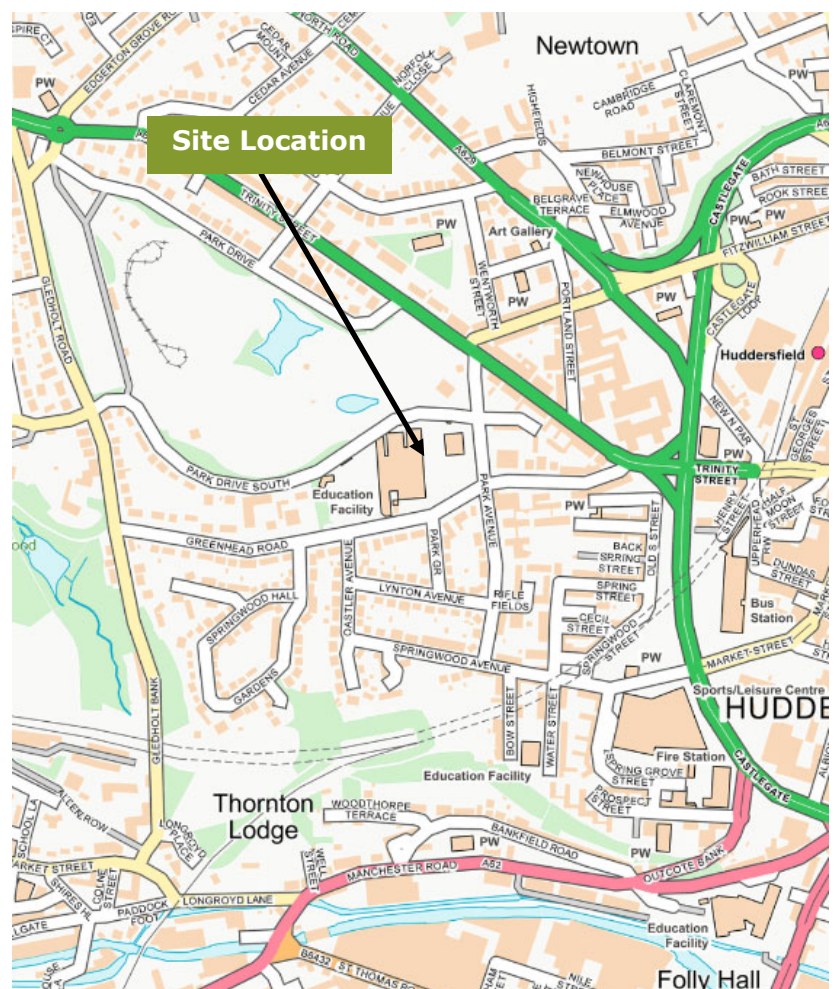 SPIRE CT
EDGERTON GROVE ROAD
CEDAR MOUNT
NORTH ROAD
Newtown
PW
CEDAR AVENUE
NORFOLK CLOSE
HIGHFIELDS
CAMBRIDGE ROAD
CLAREMONT STREET
PW
Site Location
A629
BELMONT STREET
CASTLEGATE
BATH STREET
ROOK STREET
NEWHOUSE PLACE
BELGRAVE TERRACE
ELMWOOD AVENUE
PW
PW
TRINITY STREET
PW
Art Gallery
FITZWILLIAM STREET
PARK DRIVE
GLEDHOLT ROAD
WENTWORTH STREET
PW
PORTLAND STREET
PW
CASTLEGATE LOOP
Huddersfield
NEW N PAR
ST GEORGES STREET
PARK DRIVE SOUTH
Education Facility
PW
TRINITY STREET
PARK AVENUE
PW
OLD S STREET
HENRY STREET
HALF MOON STREET
UPPERHEAD RW
GREENHEAD ROAD
PARK GR
BACK SPRING STREET
DUNDAS STREET
OASTLER AVENUE
LYNTON AVENUE
RIFLE FIELDS
SPRING STREET
CECIL STREET
Bus Station
SPRINGWOOD HALL
GARDENS
SPRINGWOOD AVENUE
SPRINGWOOD STREET
PW
MARKET STREET
GLEDHOLT BANK
BOW STREET
WATER STREET
Sports/Leisure Centre
HUDDE
Fire Station
CASTLEGATE
Education Facility
SPRING GROVE STREET
PROSPECT STREET
Thornton Lodge
WOODTHORPE TERRACE
ALLEN ROW
LONGROYD PLACE
SCHOOL LA
BANKFIELD ROAD
PW
PW
OUTCOTE BANK
ARKET STREET
COLNE STREET
SHIRES HL
WELL STREET
MANCHESTER ROAD
A62
PADDOCK FOOT
LONGROYD LANE
Education Facility
B6432
ST THOMAS RO
NILE
Folly Hall